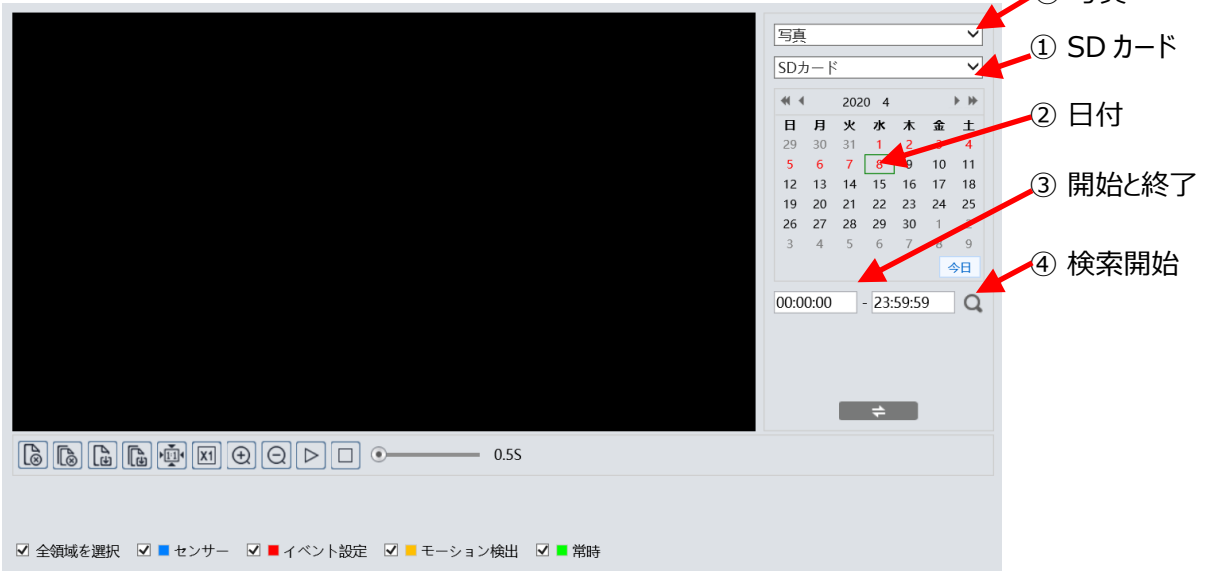 写真
① SD カード
② 日付
③ 開始と終了
④ 検索開始
写真
SDカード
2020 4
日 月 火 水 木 金 土
29 30 31 1 2 3 4
5 6 7 8 9 10 11
12 13 14 15 16 17 18
19 20 21 22 23 24 25
26 27 28 29 30 1 2
3 4 5 6 7 8 9
今日
00:00:00 - 23:59:59
1:1 X1 0.5S
全領域を選択 センサー イベント設定 モーション検出 常時